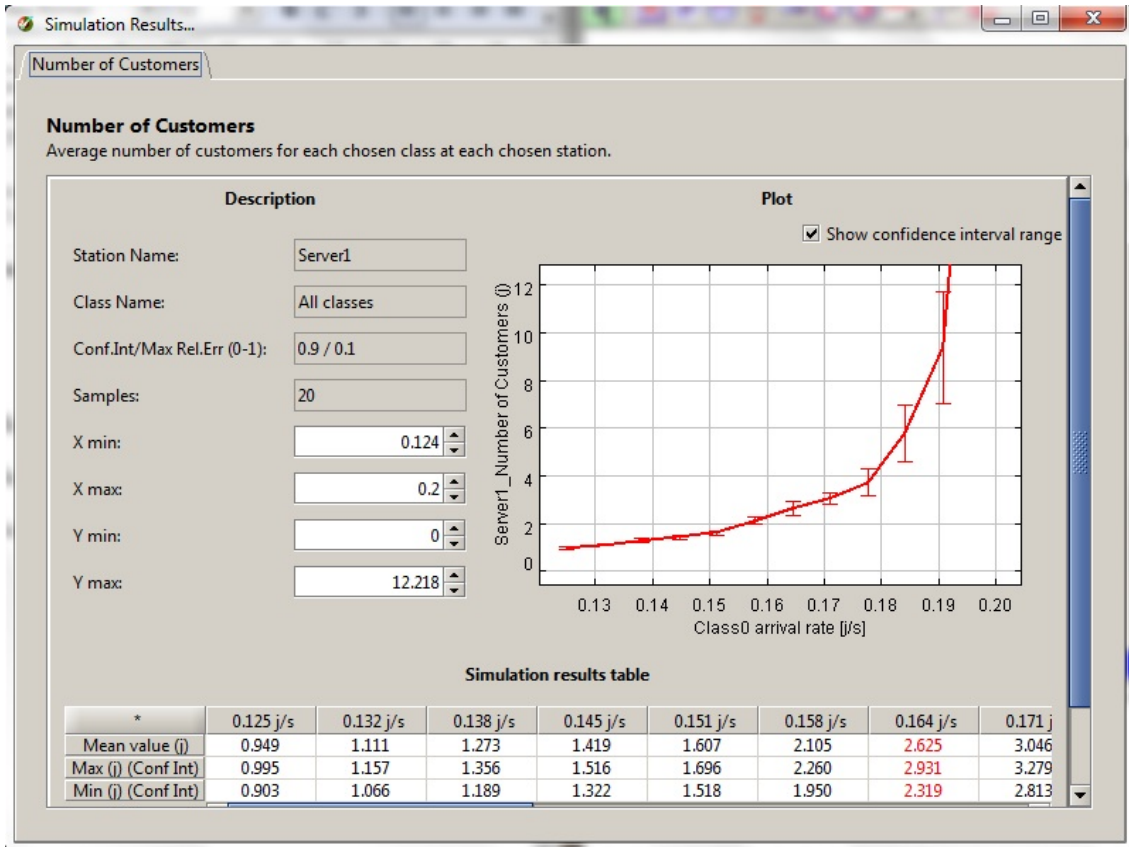 Simulation Results...
Number of Customers
Number of Customers
Average number of customers for each chosen class at each chosen station.
Description
Station Name: Server1
Class Name: All classes
Conf.Int/Max Rel.Err (0-1): 0.9 / 0.1
Samples: 20
X min: 0.124
X max: 0.2
Y min: 0
Y max: 12.218
Plot
Show confidence interval range
Server1_Number of Customers (j)
12
10
8
6
4
2
0
0.13 0.14 0.15 0.16 0.17 0.18 0.19 0.20
Class0 arrival rate [j/s]
Simulation results table
* 0.125 j/s 0.132 j/s 0.138 j/s 0.145 j/s 0.151 j/s 0.158 j/s 0.164 j/s 0.171 j
Mean value (j) 0.949 1.111 1.273 1.419 1.607 2.105 2.625 3.046
Max (j) (Conf Int) 0.995 1.157 1.356 1.516 1.696 2.260 2.931 3.279
Min (j) (Conf Int) 0.903 1.066 1.189 1.322 1.518 1.950 2.319 2.813